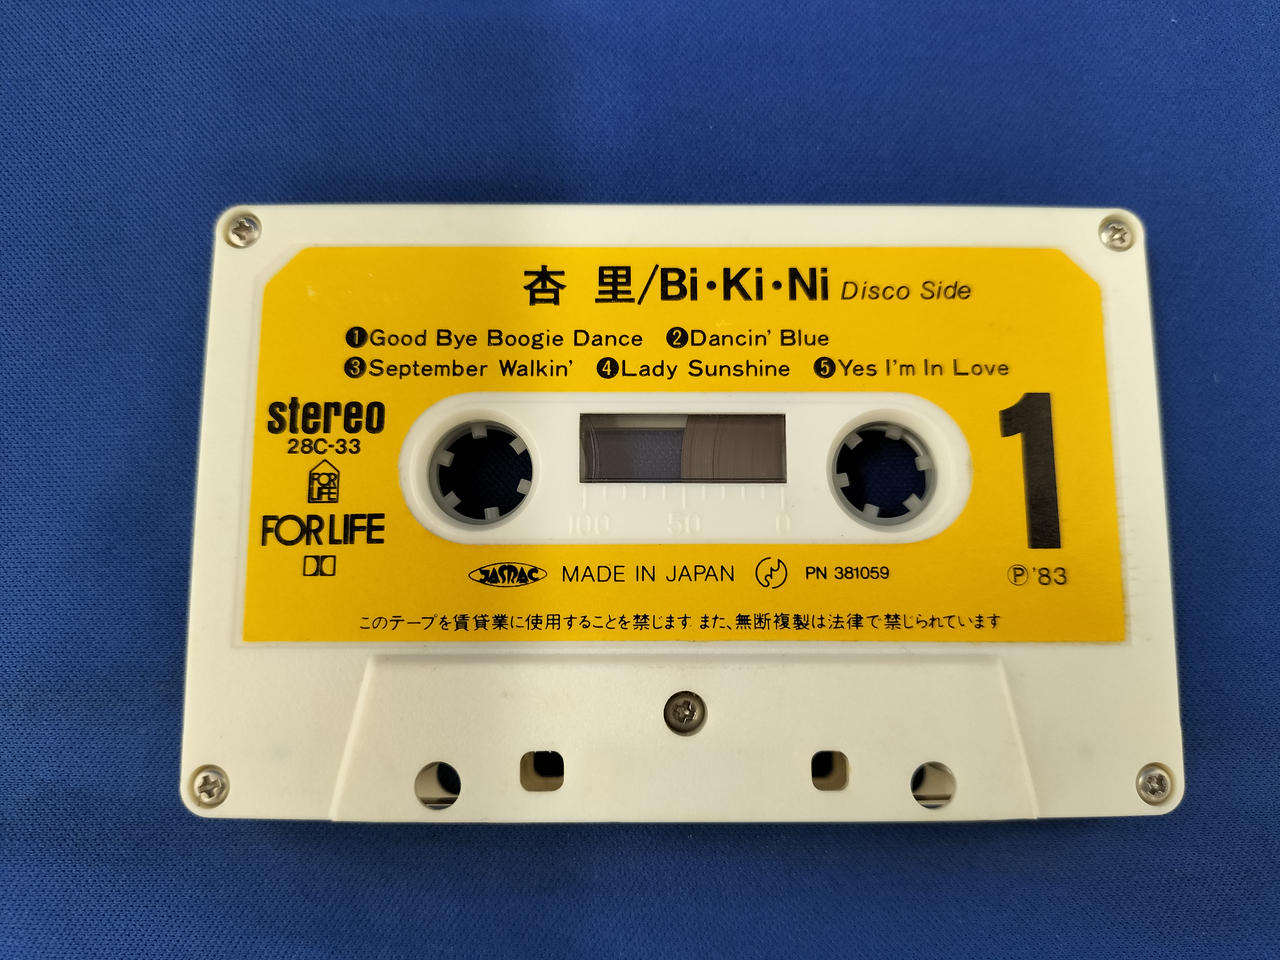 杏 里/Bi・Ki・Ni Disco Side
❶Good Bye Boogie Dance ❷Dancin' Blue
❸September Walkin' ❹Lady Sunshine ❺Yes I'm In Love
stereo
28C-33
FOR
LIFE
FOR LIFE
1
100 50 0
JASRAC MADE IN JAPAN PN 381059
Ⓟ'83
このテープを賃貸業に使用することを禁じます また、無断複製は法律で禁じられています